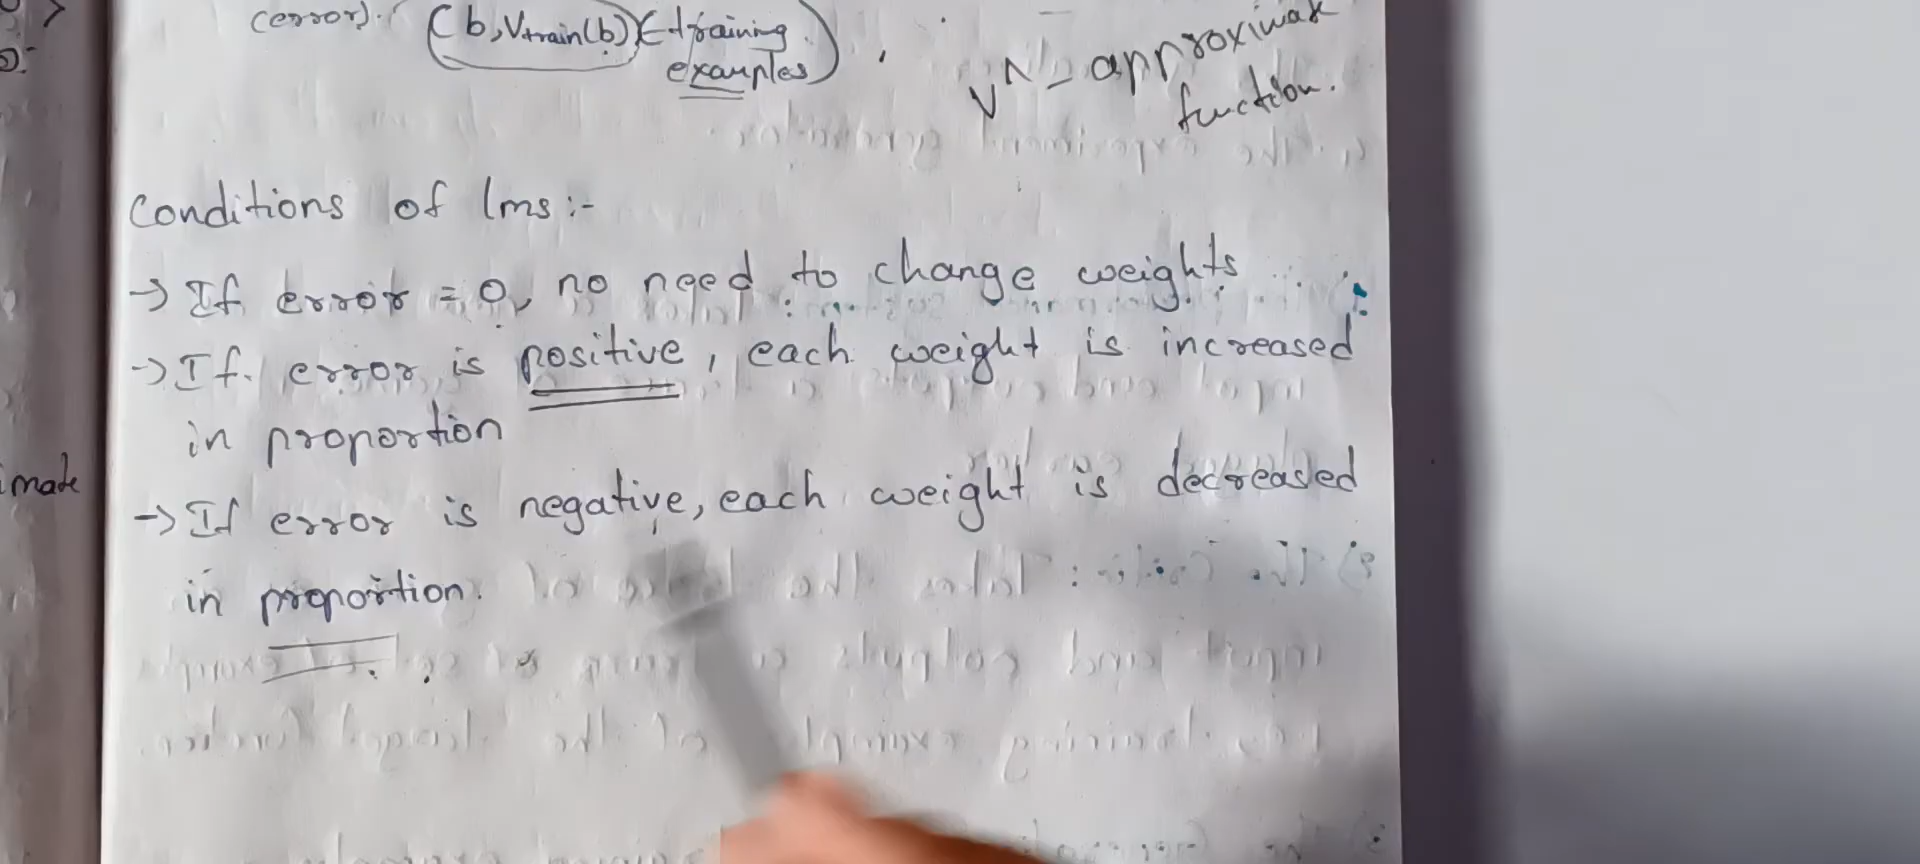 (error).
(b, Vtrain(b) ∈ training
examples)
V^ - approximate
function.
Conditions of lms :-
→ If error = 0, no need to change weights
→ If error is positive, each weight is increased
in proportion
→ If error is negative, each weight is decreased
in proportion.
imate